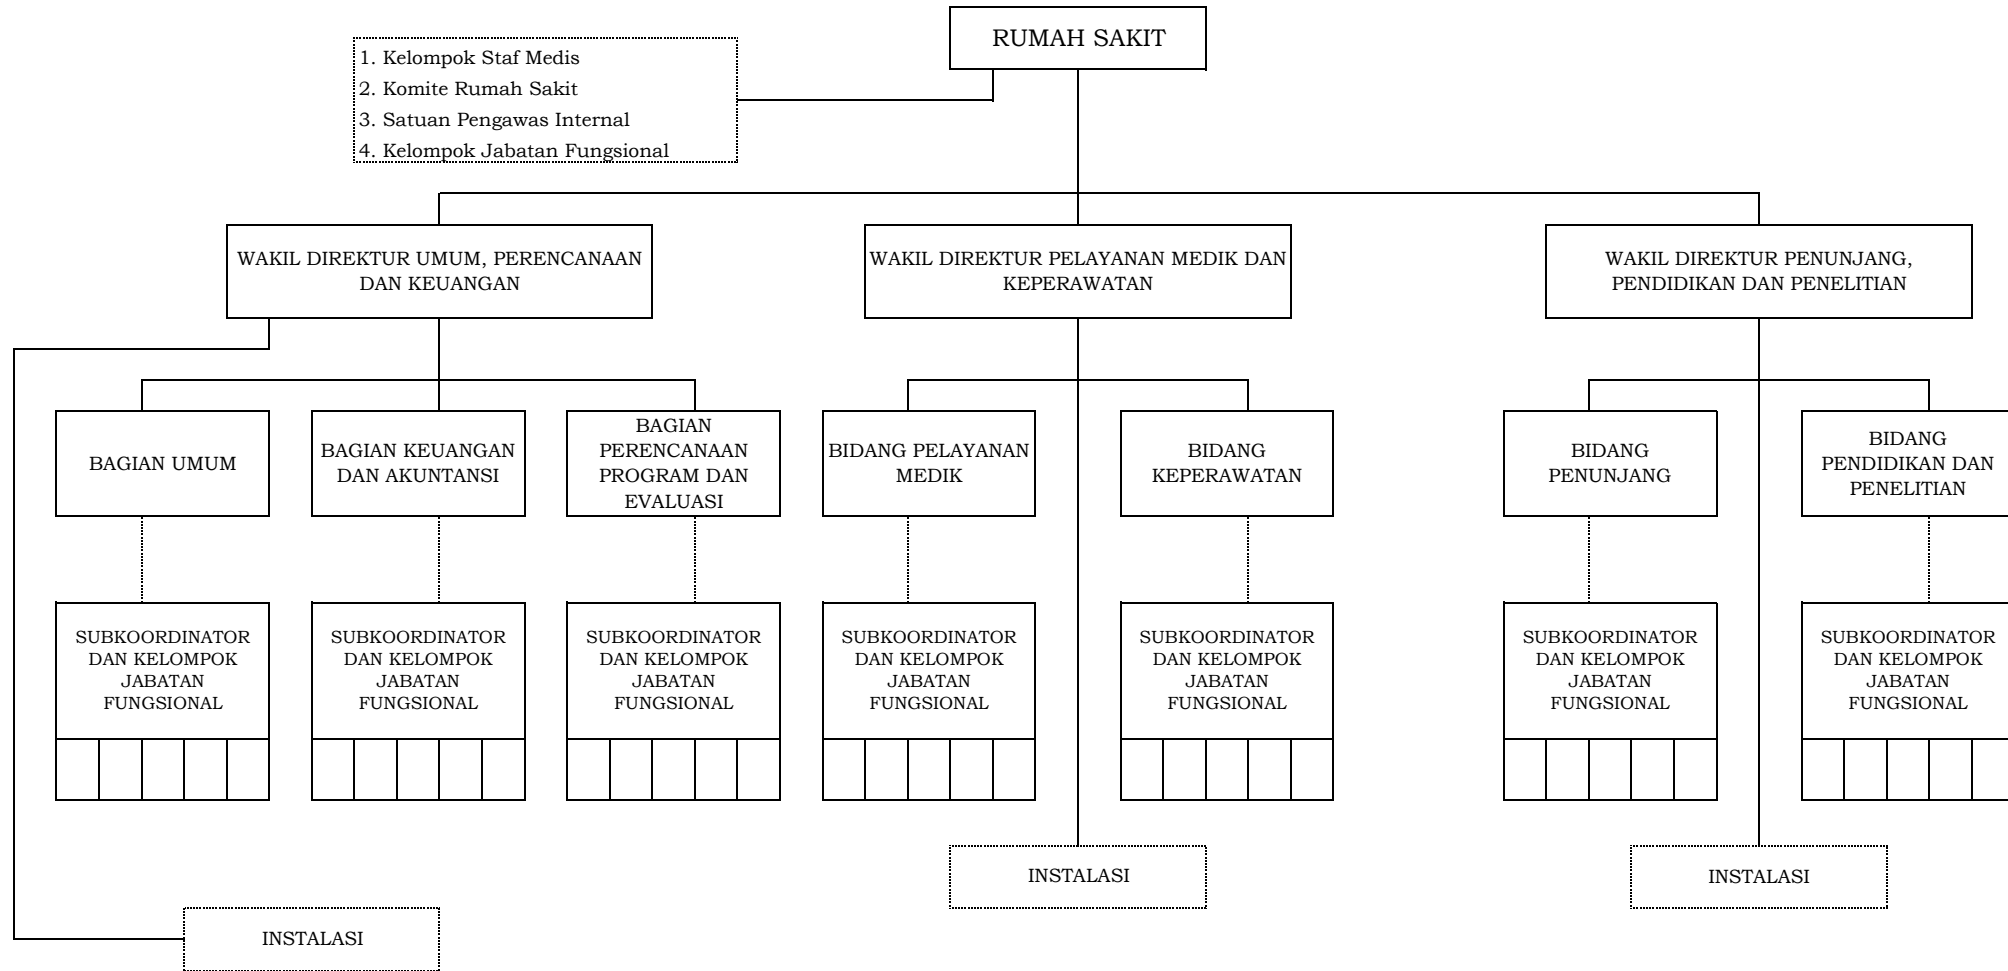 RUMAH SAKIT
1. Kelompok Staf Medis
2. Komite Rumah Sakit
3. Satuan Pengawas Internal
4. Kelompok Jabatan Fungsional
WAKIL DIREKTUR UMUM, PERENCANAAN
DAN KEUANGAN
WAKIL DIREKTUR PELAYANAN MEDIK DAN
KEPERAWATAN
WAKIL DIREKTUR PENUNJANG,
PENDIDIKAN DAN PENELITIAN
BAGIAN UMUM
BAGIAN KEUANGAN
DAN AKUNTANSI
BAGIAN
PERENCANAAN
PROGRAM DAN
EVALUASI
BIDANG PELAYANAN
MEDIK
BIDANG
KEPERAWATAN
BIDANG
PENUNJANG
BIDANG
PENDIDIKAN DAN
PENELITIAN
SUBKOORDINATOR
DAN KELOMPOK
JABATAN
FUNGSIONAL
SUBKOORDINATOR
DAN KELOMPOK
JABATAN
FUNGSIONAL
SUBKOORDINATOR
DAN KELOMPOK
JABATAN
FUNGSIONAL
SUBKOORDINATOR
DAN KELOMPOK
JABATAN
FUNGSIONAL
SUBKOORDINATOR
DAN KELOMPOK
JABATAN
FUNGSIONAL
SUBKOORDINATOR
DAN KELOMPOK
JABATAN
FUNGSIONAL
SUBKOORDINATOR
DAN KELOMPOK
JABATAN
FUNGSIONAL
INSTALASI
INSTALASI
INSTALASI